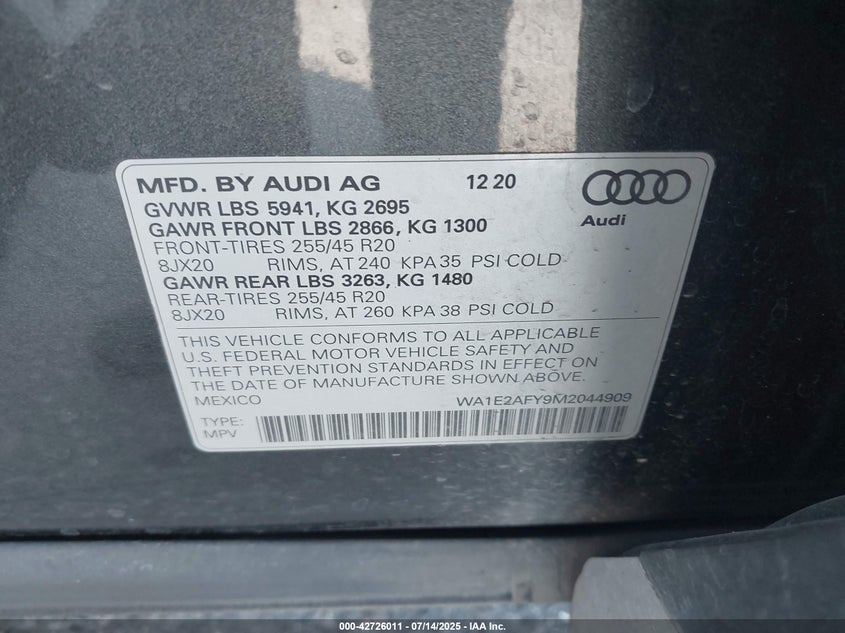 MFD. BY AUDI AG 12 20
Audi
GVWR LBS 5941, KG 2695
GAWR FRONT LBS 2866, KG 1300
FRONT-TIRES 255/45 R20
8JX20 RIMS, AT 240 KPA 35 PSI COLD
GAWR REAR LBS 3263, KG 1480
REAR-TIRES 255/45 R20
8JX20 RIMS, AT 260 KPA 38 PSI COLD
THIS VEHICLE CONFORMS TO ALL APPLICABLE
U.S. FEDERAL MOTOR VEHICLE SAFETY AND
THEFT PREVENTION STANDARDS IN EFFECT ON
THE DATE OF MANUFACTURE SHOWN ABOVE.
MEXICO WA1E2AFY9M2044909
TYPE:
MPV
000-42726011 - 07/14/2025 - IAA Inc.